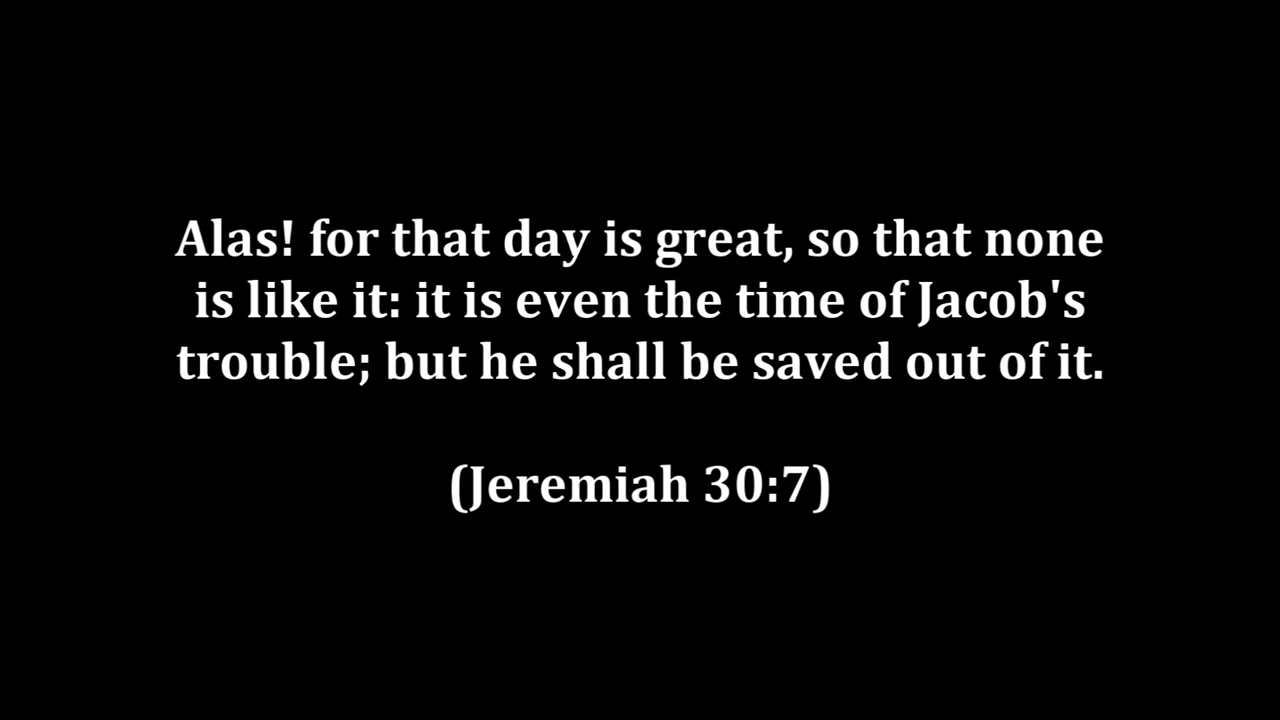 Alas! for that day is great, so that none
is like it: it is even the time of Jacob's
trouble; but he shall be saved out of it.
(Jeremiah 30:7)